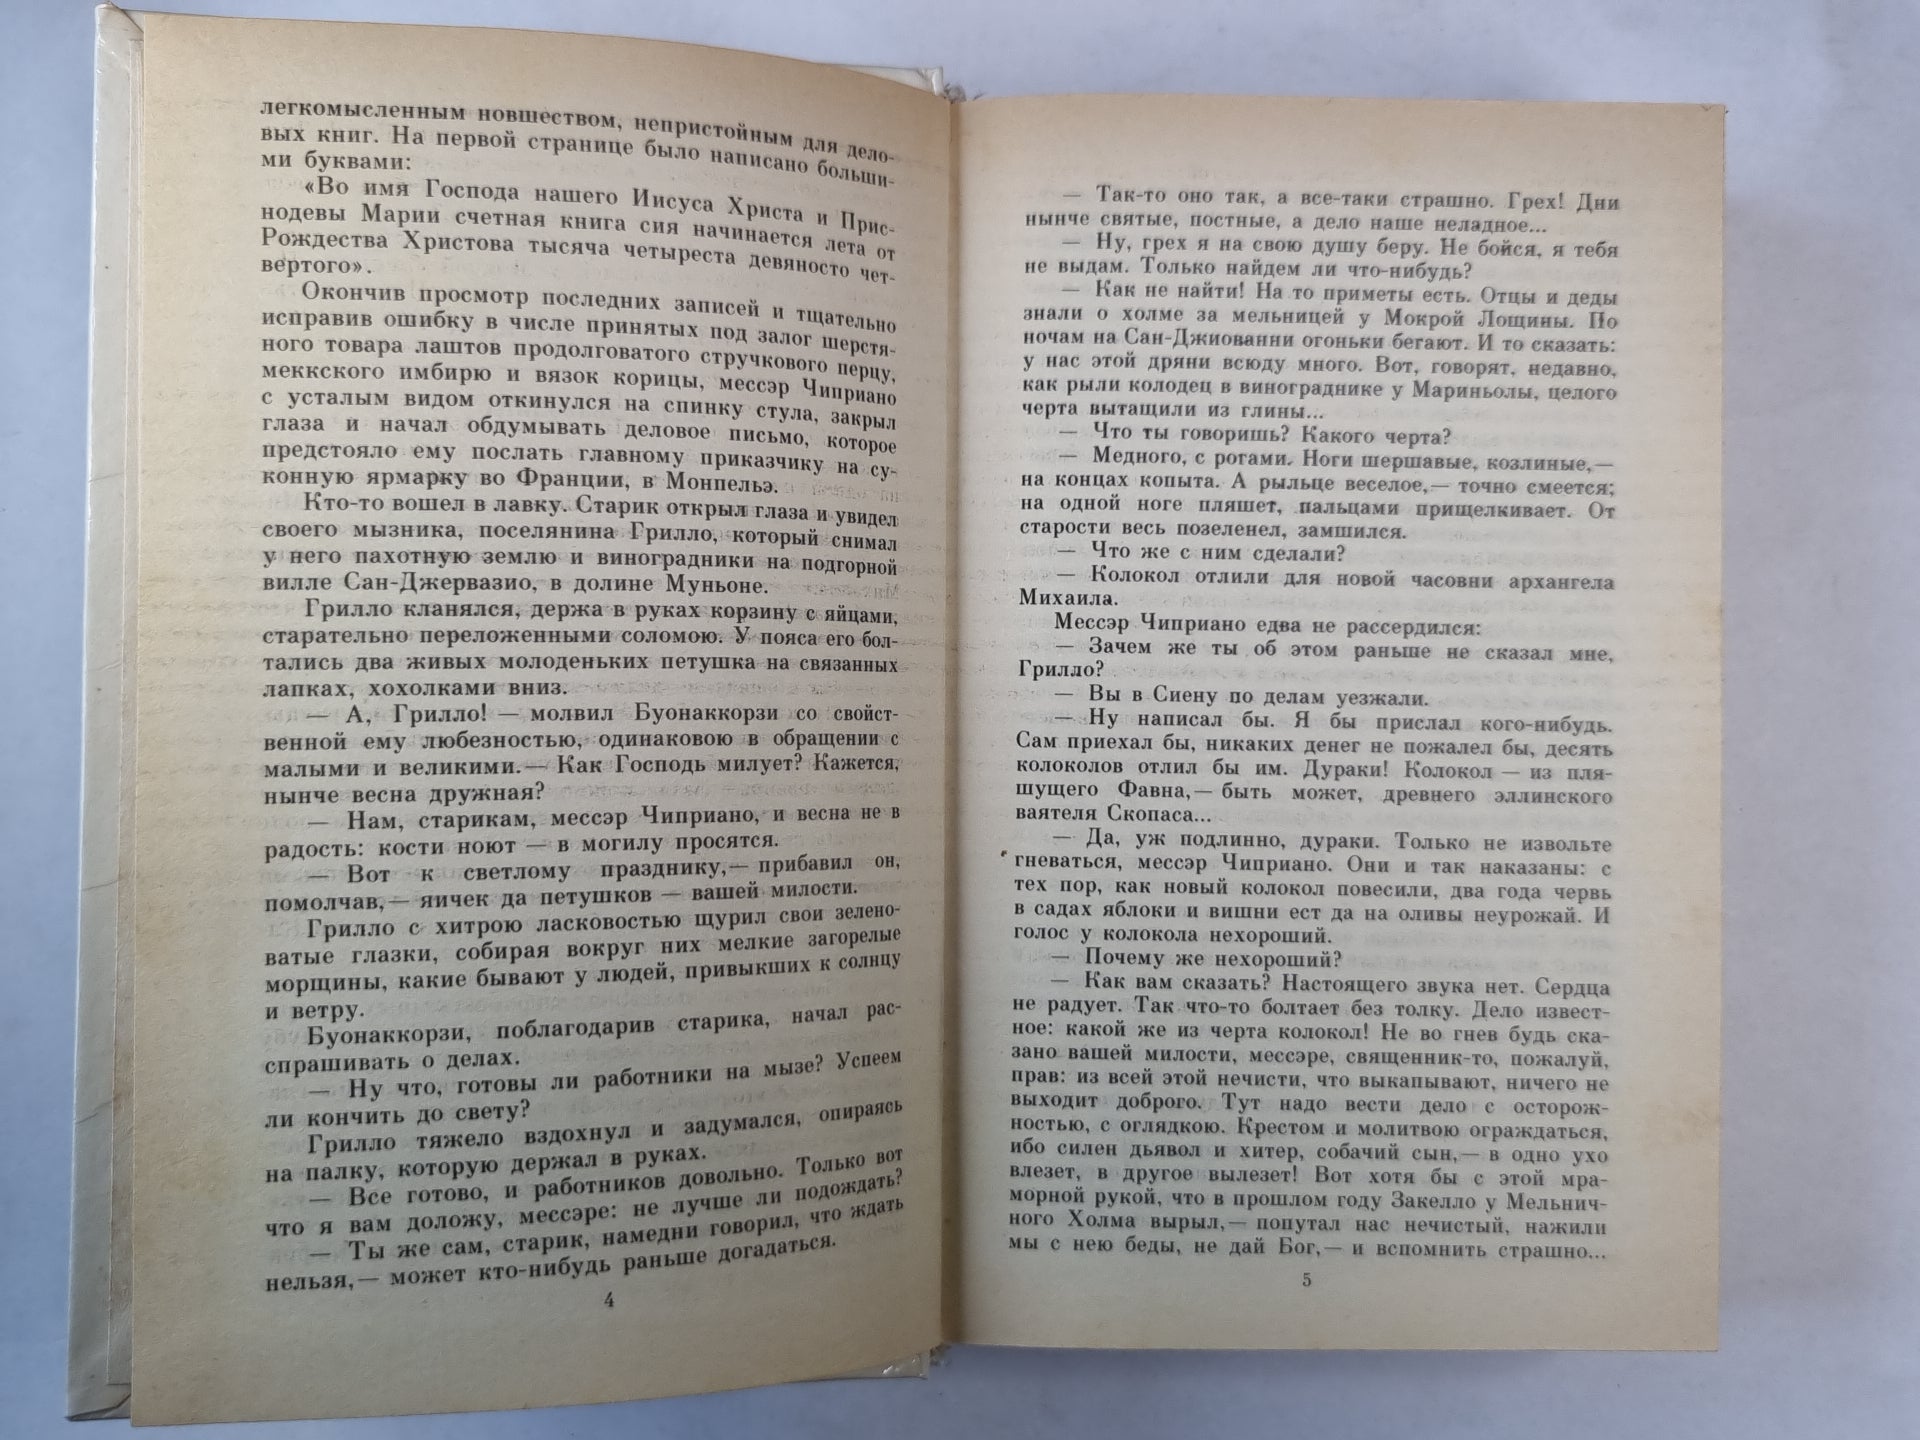 легкомысленным новшеством, непристойным для дело-
вых книг. На первой странице было написано больши-
ми буквами:
«Во имя Господа нашего Иисуса Христа и Прис-
нодевы Марии счетная книга сия начинается лета от
Рождества Христова тысяча четыреста девяносто чет-
вертого».
Окончив просмотр последних записей и тщательно
исправив ошибку в числе принятых под залог шерстя-
ного товара лаштов продолговатого стручкового перцу,
меккского имбирю и вязок корицы, мессэр Чиприано
с усталым видом откинулся на спинку стула, закрыл
глаза и начал обдумывать деловое письмо, которое
предстояло ему послать главному приказчику на су-
конную ярмарку во Франции, в Монпельэ.
Кто-то вошел в лавку. Старик открыл глаза и увидел
своего мызника, поселянина Грилло, который снимал
у него пахотную землю и виноградники на подгорной
вилле Сан-Джервазио, в долине Муньоне.
Грилло кланялся, держа в руках корзину с яйцами,
старательно переложенными соломою. У пояса его бол-
тались два живых молоденьких петушка на связанных
лапках, хохолками вниз.
— А, Грилло! — молвил Буонаккорзи со свойст-
венной ему любезностью, одинаковою в обращении с
малыми и великими.— Как Господь милует? Кажется,
нынче весна дружная?
— Нам, старикам, мессэр Чиприано, и весна не в
радость: кости ноют — в могилу просятся.
— Вот к светлому празднику,— прибавил он,
помолчав,— яичек да петушков — вашей милости.
Грилло с хитрою ласковостью щурил свои зелено-
ватые глазки, собирая вокруг них мелкие загорелые
морщины, какие бывают у людей, привыкших к солнцу
и ветру.
Буонаккорзи, поблагодарив старика, начал рас-
спрашивать о делах.
— Ну что, готовы ли работники на мызе? Успеем
ли кончить до свету?
Грилло тяжело вздохнул и задумался, опираясь
на палку, которую держал в руках.
— Все готово, и работников довольно. Только вот
что я вам доложу, мессэре: не лучше ли подождать?
— Ты же сам, старик, намедни говорил, что ждать
нельзя,— может кто-нибудь раньше догадаться.
4
— Так-то оно так, а все-таки страшно. Грех! Дни
нынче святые, постные, а дело наше неладное...
— Ну, грех я на свою душу беру. Не бойся, я тебя
не выдам. Только найдем ли что-нибудь?
— Как не найти! На то приметы есть. Отцы и деды
знали о холме за мельницей у Мокрой Лощины. По
ночам на Сан-Джиованни огоньки бегают. И то сказать:
у нас этой дряни всюду много. Вот, говорят, недавно,
как рыли колодец в винограднике у Мариньолы, целого
черта вытащили из глины...
— Что ты говоришь? Какого черта?
— Медного, с рогами. Ноги шершавые, козлиные,—
на концах копыта. А рыльце веселое,— точно смеется;
на одной ноге пляшет, пальцами прищелкивает. От
старости весь позеленел, замшился.
— Что же с ним сделали?
— Колокол отлили для новой часовни архангела
Михаила.
Мессэр Чиприано едва не рассердился:
— Зачем же ты об этом раньше не сказал мне,
Грилло?
— Вы в Сиену по делам уезжали.
— Ну написал бы. Я бы прислал кого-нибудь.
Сам приехал бы, никаких денег не пожалел бы, десять
колоколов отлил бы им. Дураки! Колокол — из пля-
шущего Фавна,— быть может, древнего эллинского
ваятеля Скопаса...
— Да, уж подлинно, дураки. Только не извольте
гневаться, мессэр Чиприано. Они и так наказаны: с
тех пор, как новый колокол повесили, два года червь
в садах яблоки и вишни ест да на оливы неурожай. И
голос у колокола нехороший.
— Почему же нехороший?
— Как вам сказать? Настоящего звука нет. Сердца
не радует. Так что-то болтает без толку. Дело извест-
ное: какой же из черта колокол! Не во гнев будь ска-
зано вашей милости, мессэре, священник-то, пожалуй,
прав: из всей этой нечисти, что выкапывают, ничего не
выходит доброго. Тут надо вести дело с осторож-
ностью, с оглядкою. Крестом и молитвою ограждаться,
ибо силен дьявол и хитер, собачий сын,— в одно ухо
влезет, в другое вылезет! Вот хотя бы с этой мра-
морной рукой, что в прошлом году Закелло у Мельнич-
ного Холма вырыл,— попутал нас нечистый, нажили
мы с нею беды, не дай Бог,— и вспомнить страшно...
5